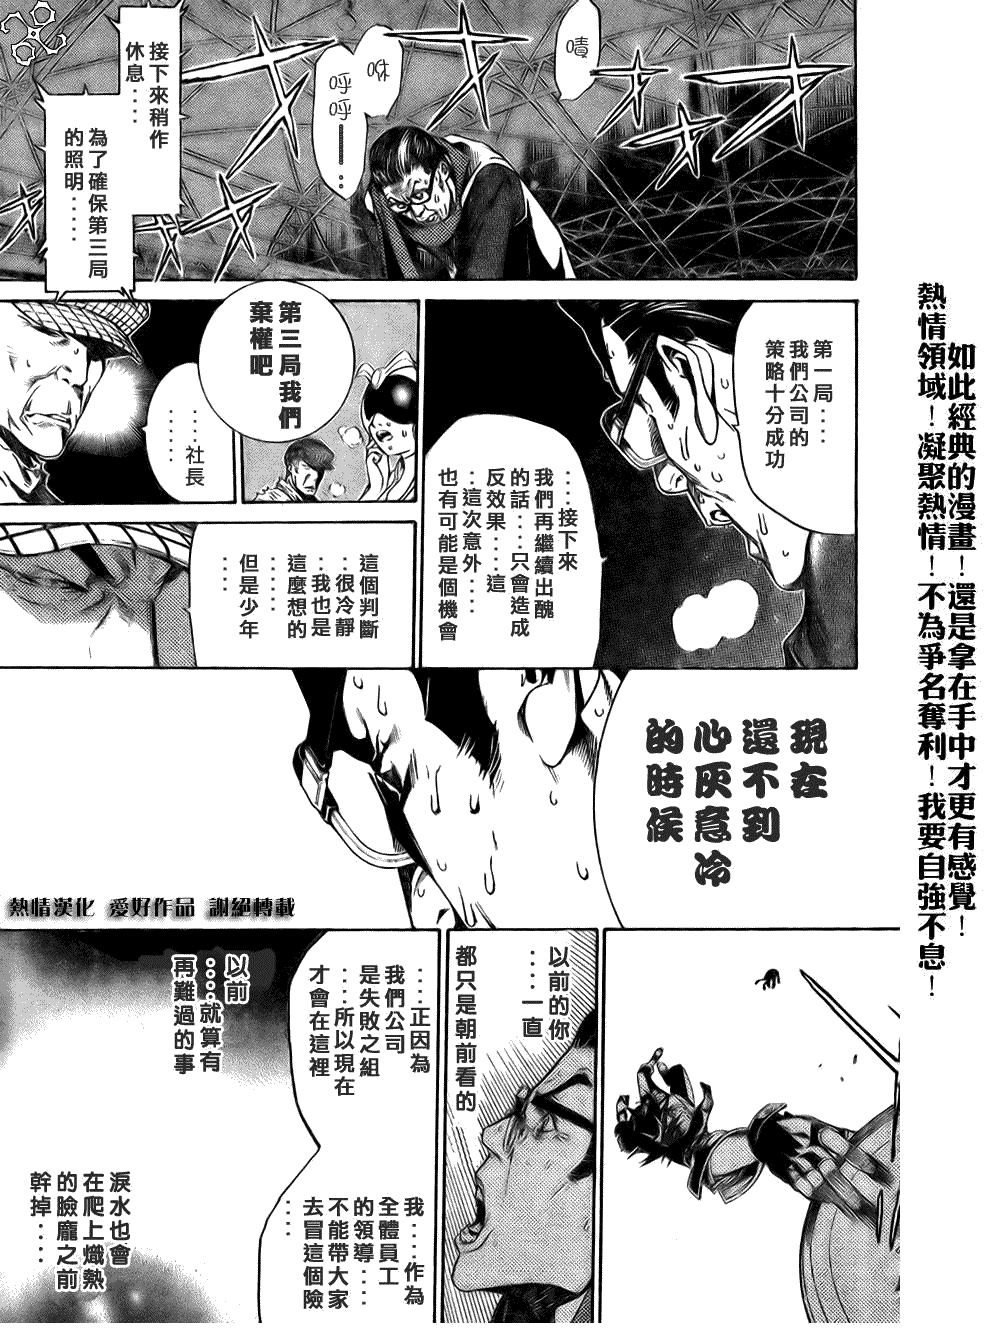 嘖
咻
呼
呼————：
接下來稍作
休息．．．．
為了確保第三局
的照明．．．．．
第一局．．．
我們公司的
策略十分成功
．．．接下來
我們再繼續出醜
的話．．．只會造成
反效果．．．．這
．．這次意外．．．
也有可能是個機會
第三局我們
棄權吧
．．．．社長
．．．．．．
這個判斷
．．很冷靜
．．我也是
這麼想的
．．．．
但是少年
．．．．
現在
還不到
心灰意冷
的時候
以前的你
．．．．一直
都只是朝前看的
．．．正因為
我們公司
是失敗之組
．．．所以現在
才會在這裡
我．．．作為
全體員工
的領導．．．
不能帶大家
去冒這個險
以前
．．．．就算有
再難過的事
淚水也會
在爬上熾熱
的臉龐之前
幹掉．．．．
熱情漢化 愛好作品 謝絕轉載
如此經典的漫畫！還是拿在手中才更有感覺！
熱情領域！凝聚熱情！不為爭名奪利！我要自強不息！